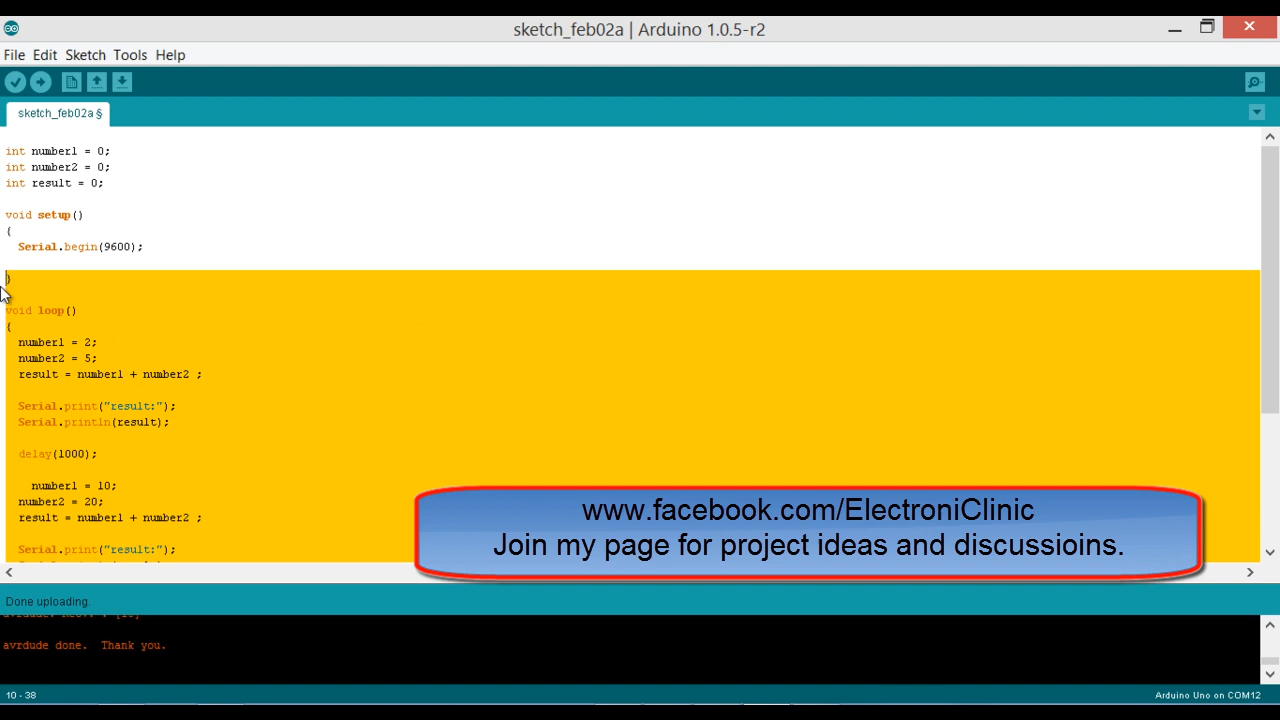 sketch_feb02a | Arduino 1.0.5-r2
File Edit Sketch Tools Help
sketch_feb02a §
int number1 = 0;
int number2 = 0;
int result = 0;
void setup()
{
Serial.begin(9600);
}
void loop()
{
number1 = 2;
number2 = 5;
result = number1 + number2 ;
Serial.print("result:");
Serial.println(result);
delay(1000);
number1 = 10;
number2 = 20;
result = number1 + number2 ;
Serial.print("result:");
www.facebook.com/ElectroniClinic
Join my page for project ideas and discussioins.
Done uploading.
avrdude done. Thank you.
10 - 38
Arduino Uno on COM12